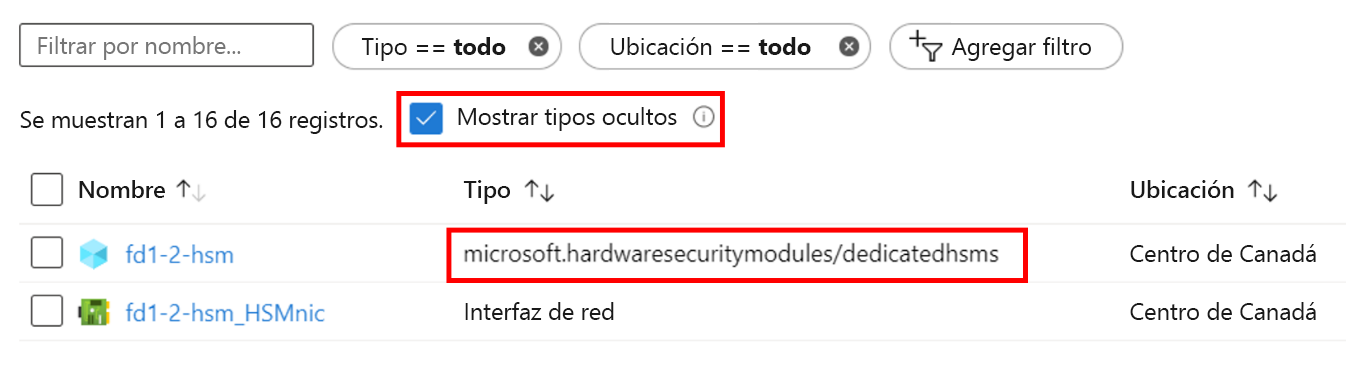 Filtrar por nombre... Tipo == todo Ubicación == todo Agregar filtro
Se muestran 1 a 16 de 16 registros. Mostrar tipos ocultos
Nombre Tipo Ubicación
fd1-2-hsm microsoft.hardwaresecuritymodules/dedicatedhsms Centro de Canadá
fd1-2-hsm_HSMnic Interfaz de red Centro de Canadá